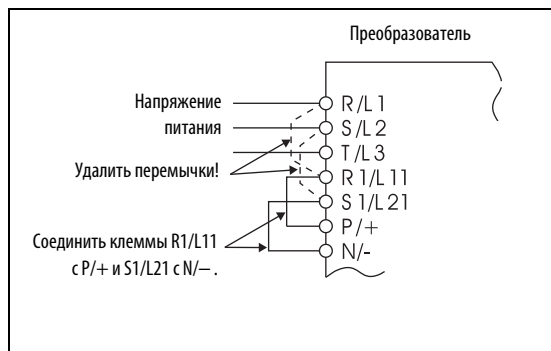 Преобразователь
Напряжение
питания
Удалить перемычки!
Соединить клеммы R1/L11
с P/+ и S1/L21 с N/– .
R/L1
S/L2
T/L3
R1/L11
S1/L21
P/+
N/-